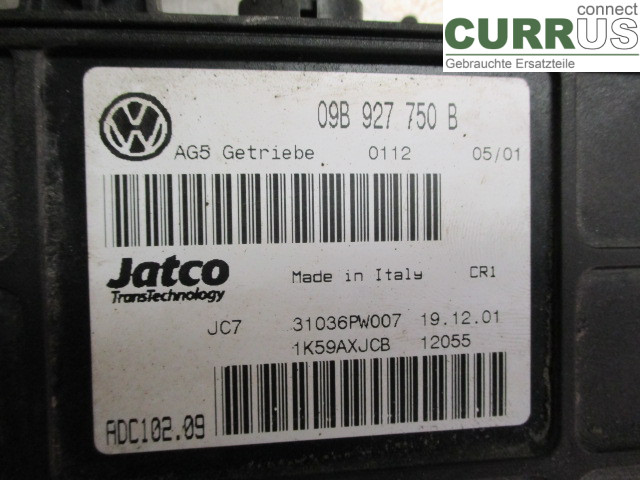 connect
CURRUS
Gebrauchte Ersatzteile
09B 927 750 B
AG5 Getriebe 0112 05/01
Jatco
TransTechnology
Made in Italy CR1
JC7 31036PW007 19.12.01
1K59AXJCB 12055
ADC102.09